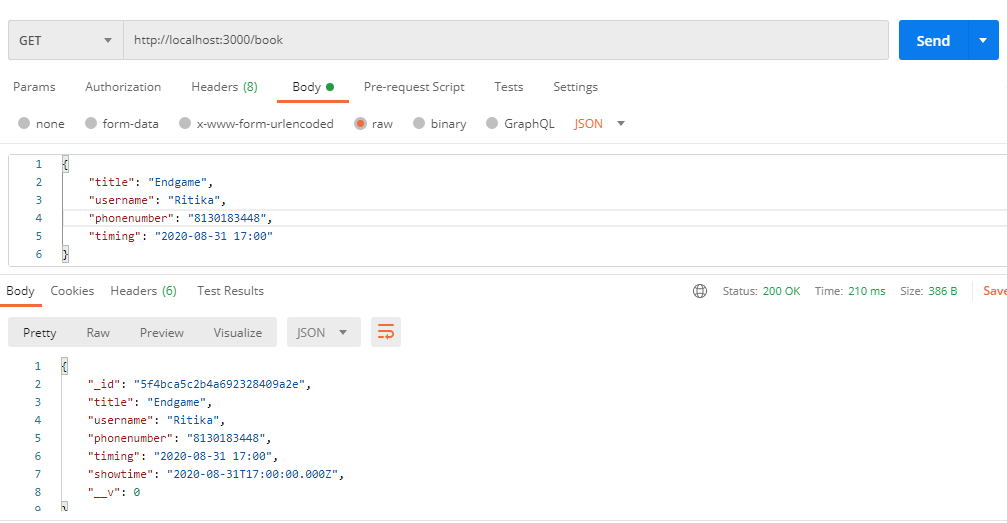 GET http://localhost:3000/book Send
Params Authorization Headers (8) Body Pre-request Script Tests Settings
none form-data x-www-form-urlencoded raw binary GraphQL JSON
1 {
2 "title": "Endgame",
3 "username": "Ritika",
4 "phonenumber": "8130183448",
5 "timing": "2020-08-31 17:00"
6 }
Body Cookies Headers (6) Test Results Status: 200 OK Time: 210 ms Size: 386 B Save
Pretty Raw Preview Visualize JSON
1 {
2 "_id": "5f4bca5c2b4a692328409a2e",
3 "title": "Endgame",
4 "username": "Ritika",
5 "phonenumber": "8130183448",
6 "timing": "2020-08-31 17:00",
7 "showtime": "2020-08-31T17:00:00.000Z",
8 "__v": 0
9 }